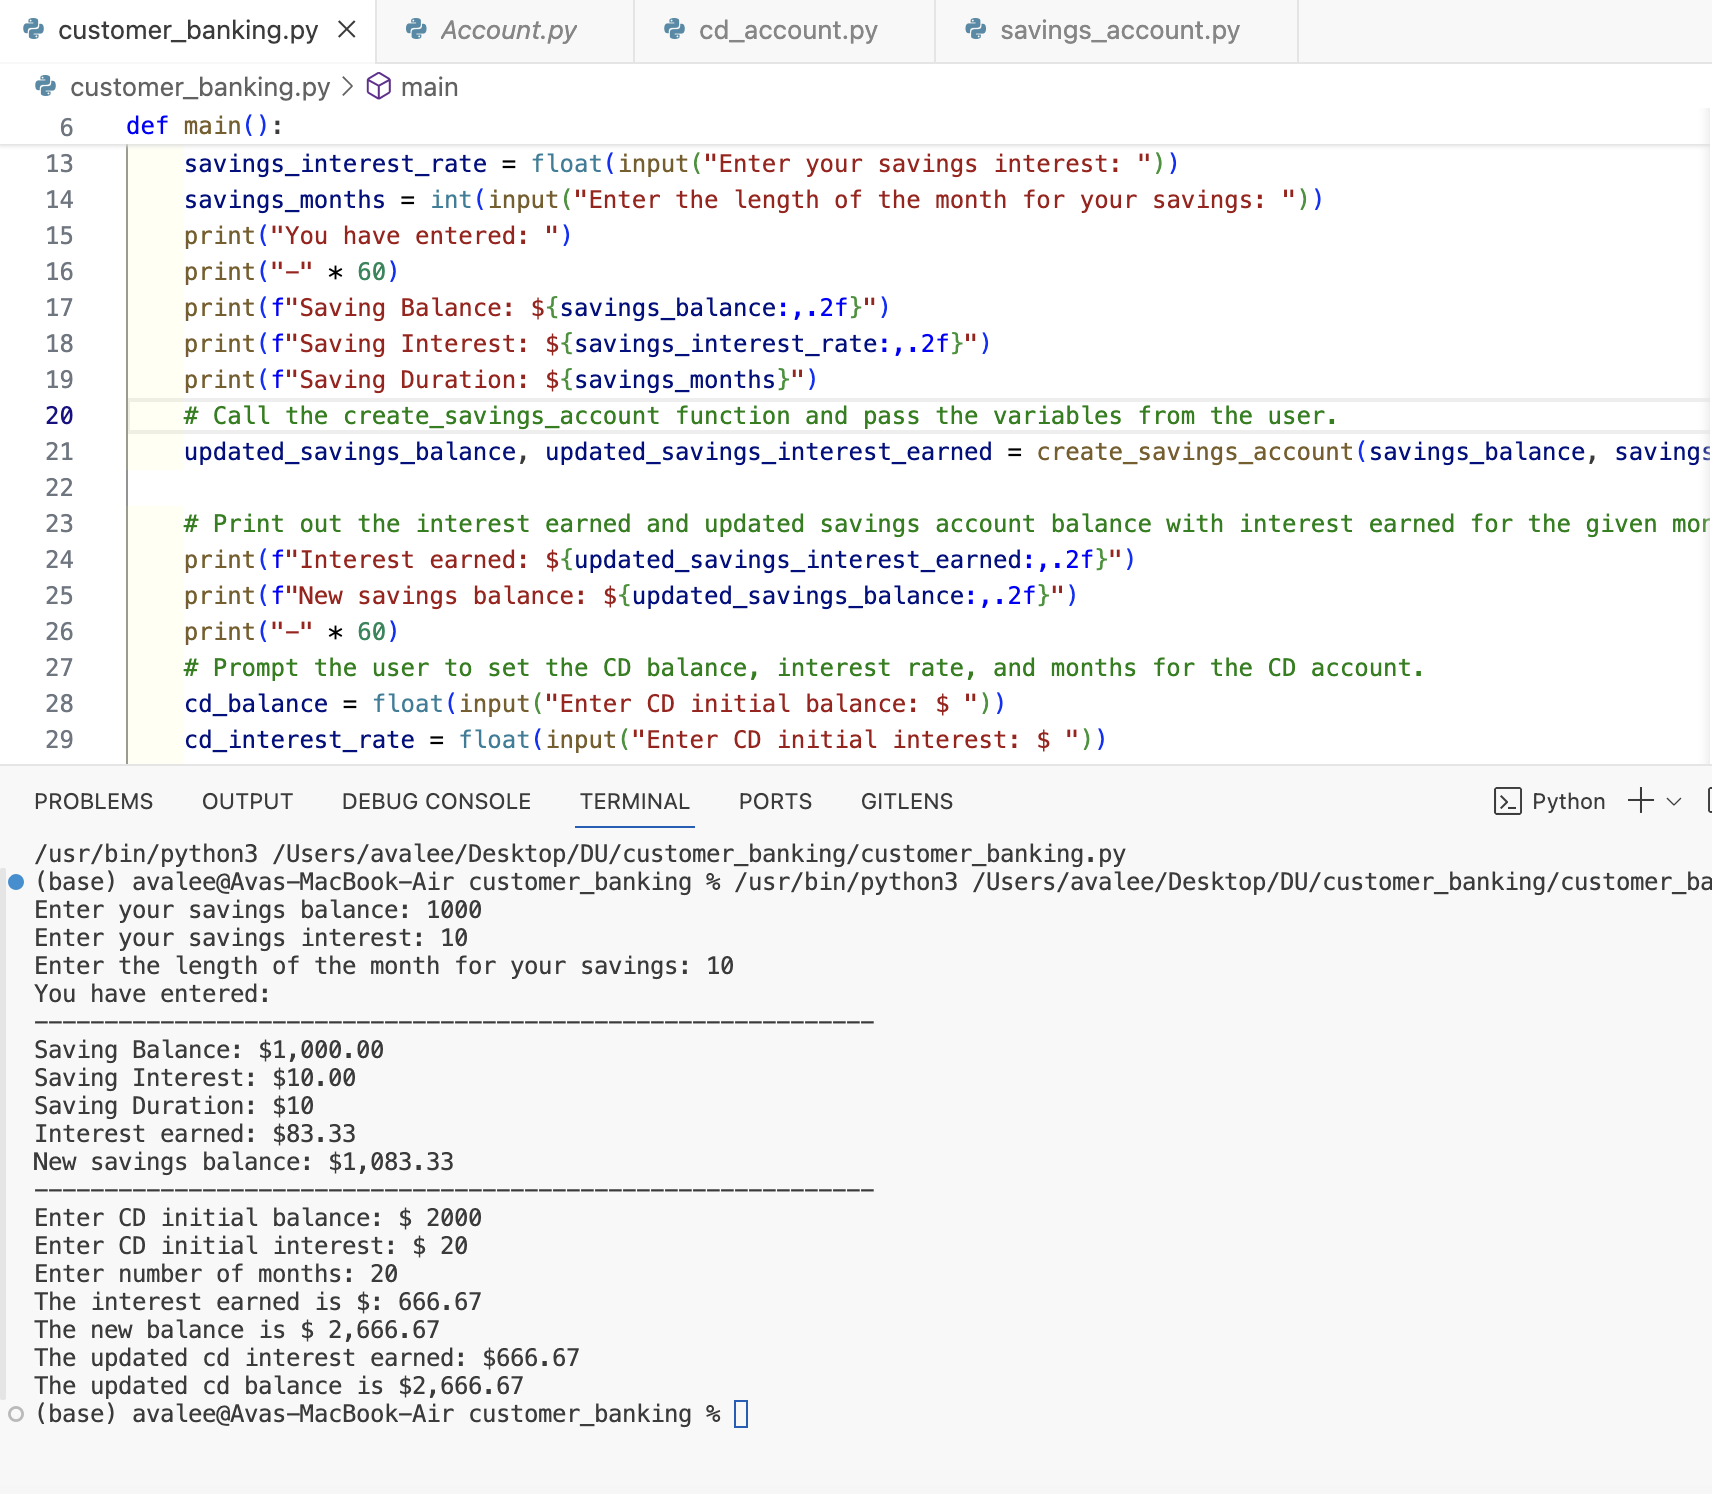 customer_banking.py
Account.py
cd_account.py
savings_account.py
customer_banking.py > main
6 def main():
13 savings_interest_rate = float(input("Enter your savings interest: "))
14 savings_months = int(input("Enter the length of the month for your savings: "))
15 print("You have entered: ")
16 print("-" * 60)
17 print(f"Saving Balance: ${savings_balance:,.2f}")
18 print(f"Saving Interest: ${savings_interest_rate:,.2f}")
19 print(f"Saving Duration: ${savings_months}")
20 # Call the create_savings_account function and pass the variables from the user.
21 updated_savings_balance, updated_savings_interest_earned = create_savings_account(savings_balance, savings
22
23 # Print out the interest earned and updated savings account balance with interest earned for the given mon
24 print(f"Interest earned: ${updated_savings_interest_earned:,.2f}")
25 print(f"New savings balance: ${updated_savings_balance:,.2f}")
26 print("-" * 60)
27 # Prompt the user to set the CD balance, interest rate, and months for the CD account.
28 cd_balance = float(input("Enter CD initial balance: $ "))
29 cd_interest_rate = float(input("Enter CD initial interest: $ "))
PROBLEMS OUTPUT DEBUG CONSOLE TERMINAL PORTS GITLENS Python
/usr/bin/python3 /Users/avalee/Desktop/DU/customer_banking/customer_banking.py
(base) avalee@Avas-MacBook-Air customer_banking % /usr/bin/python3 /Users/avalee/Desktop/DU/customer_banking/customer_ba
Enter your savings balance: 1000
Enter your savings interest: 10
Enter the length of the month for your savings: 10
You have entered:
------------------------------------------------------------
Saving Balance: $1,000.00
Saving Interest: $10.00
Saving Duration: $10
Interest earned: $83.33
New savings balance: $1,083.33
------------------------------------------------------------
Enter CD initial balance: $ 2000
Enter CD initial interest: $ 20
Enter number of months: 20
The interest earned is $: 666.67
The new balance is $ 2,666.67
The updated cd interest earned: $666.67
The updated cd balance is $2,666.67
(base) avalee@Avas-MacBook-Air customer_banking %